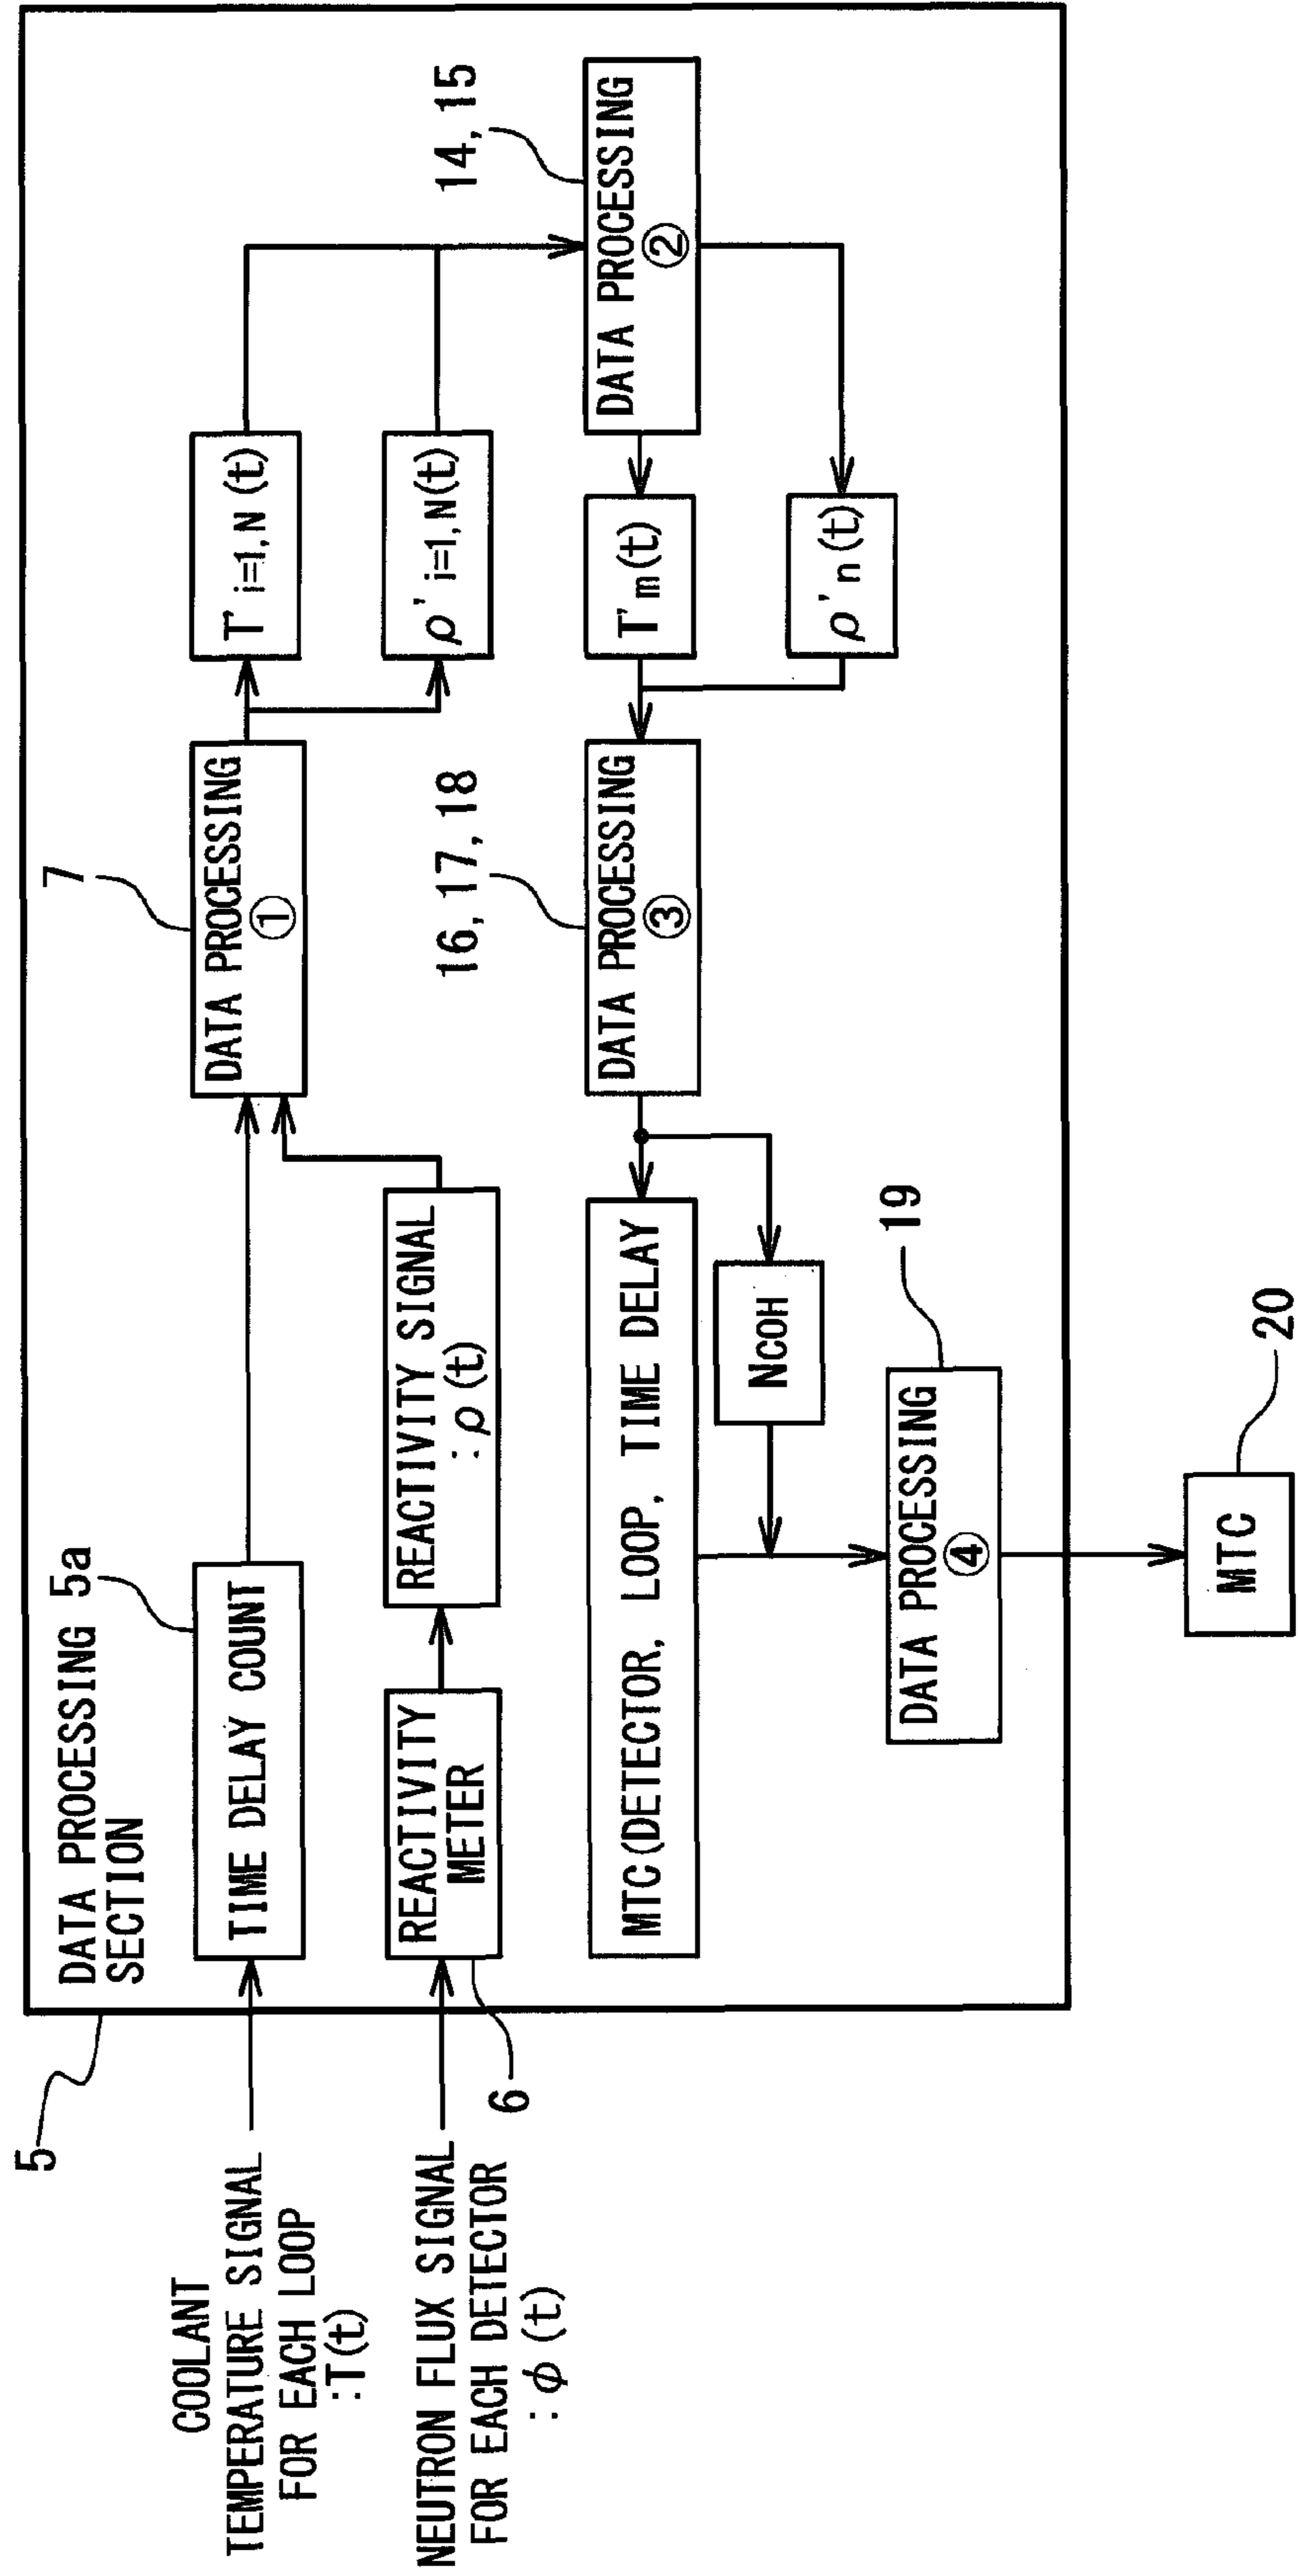 5
DATA PROCESSING
SECTION
5a
7
COOLANT
TEMPERATURE SIGNAL
FOR EACH LOOP
:T(t)
TIME DELAY COUNT
DATA PROCESSING
①
T' i=1, N (t)
NEUTRON FLUX SIGNAL
FOR EACH DETECTOR
: φ (t)
6
REACTIVITY
METER
REACTIVITY SIGNAL
: ρ (t)
ρ' i=1, N(t)
16, 17, 18
14, 15
MTC(DETECTOR, LOOP, TIME DELAY
DATA PROCESSING
③
T'm(t)
DATA PROCESSING
②
NCOH
ρ'n(t)
19
DATA PROCESSING
④
MTC
20